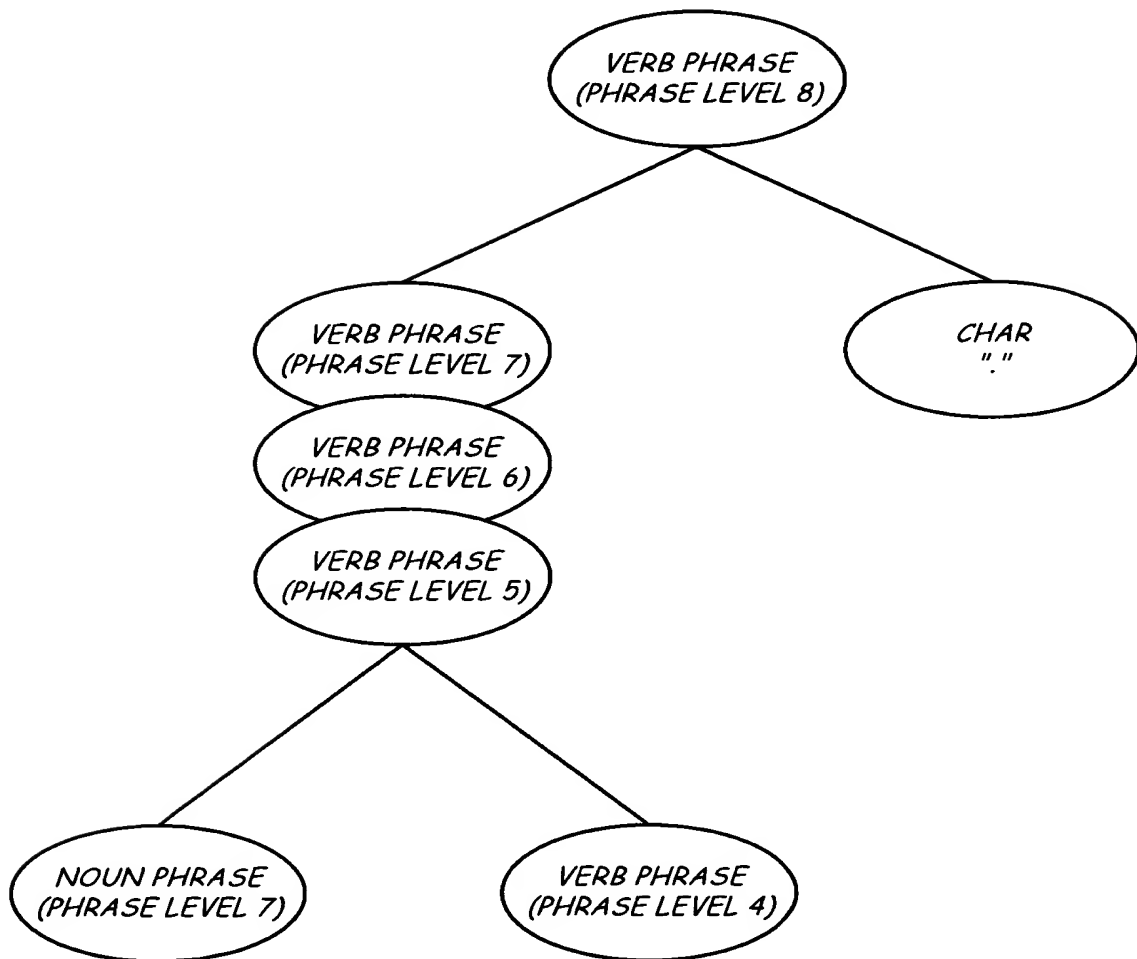 VERB PHRASE
(PHRASE LEVEL 8)
VERB PHRASE
(PHRASE LEVEL 7)
CHAR
"."
VERB PHRASE
(PHRASE LEVEL 6)
VERB PHRASE
(PHRASE LEVEL 5)
NOUN PHRASE
(PHRASE LEVEL 7)
VERB PHRASE
(PHRASE LEVEL 4)